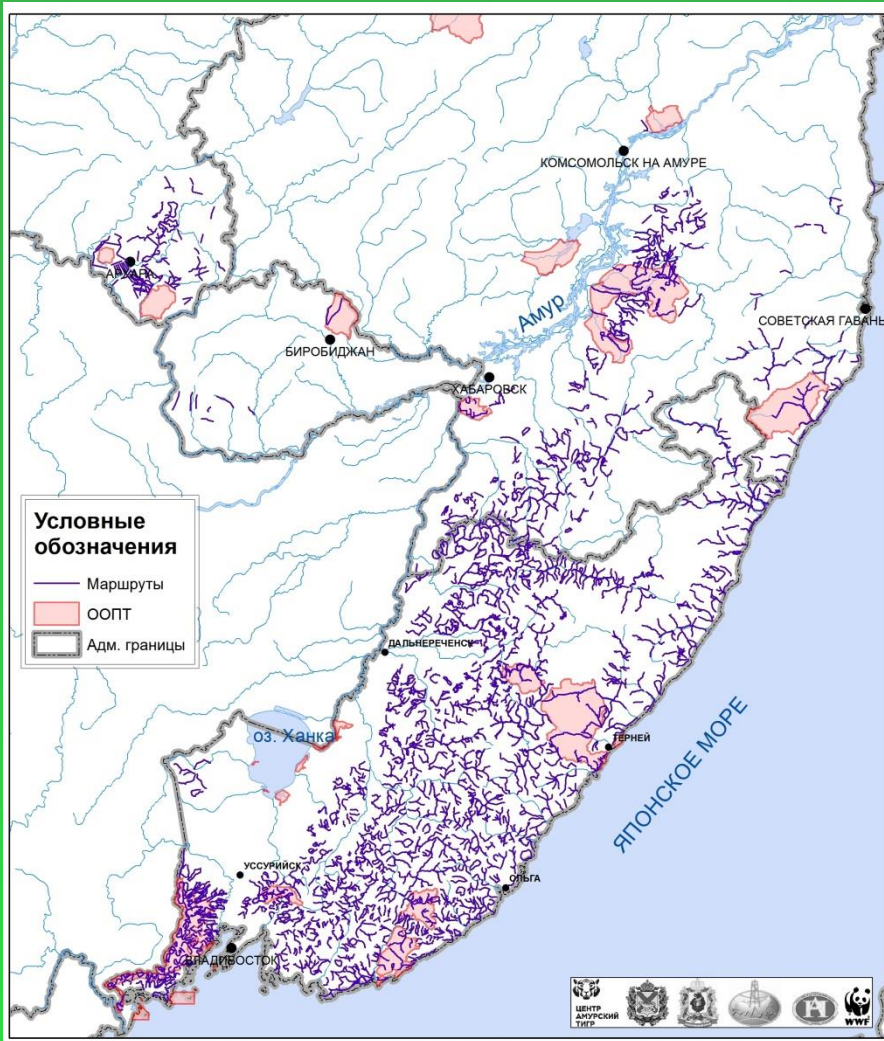 КОМСОМОЛЬСК НА АМУРЕ
АРХАРА
Амур
СОВЕТСКАЯ ГАВАНЬ
БИРОБИДЖАН
ХАБАРОВСК
Условные
обозначения
Маршруты
ООПТ
Адм. границы
ДАЛЬНЕРЕЧЕНСК
оз. Ханка
ТЕРНЕЙ
ЯПОНСКОЕ МОРЕ
УССУРИЙСК
ОЛЬГА
ВЛАДИВОСТОК
ЦЕНТР
АМУРСКИЙ
ТИГР
WWF